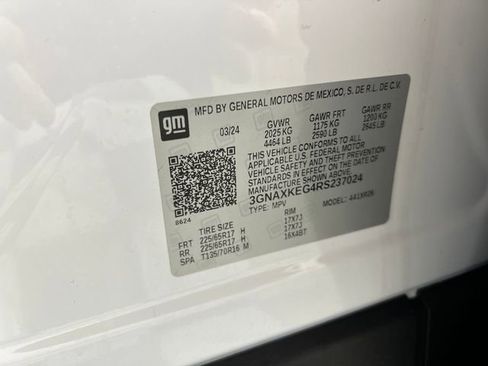 gm
MFD BY GENERAL MOTORS DE MEXICO, S. DE R.L. DE C.V.
03/24 GVWR GAWR FRT GAWR RR
2025 KG 1175 KG 1200 KG
4464 LB 2590 LB 2645 LB
THIS VEHICLE CONFORMS TO ALL
APPLICABLE U.S. FEDERAL MOTOR
VEHICLE SAFETY AND THEFT PREVENTION
STANDARDS IN EFFECT ON THE DATE OF
MANUFACTURE SHOWN ABOVE.
3GNAXKEG4RS237024
TYPE: MPV MODEL:
8624
TIRE SIZE RIM
FRT 225/65R17 H 17X7J
RR 225/65R17 H 17X7J
SPA T135/70R16 M 16X4BT